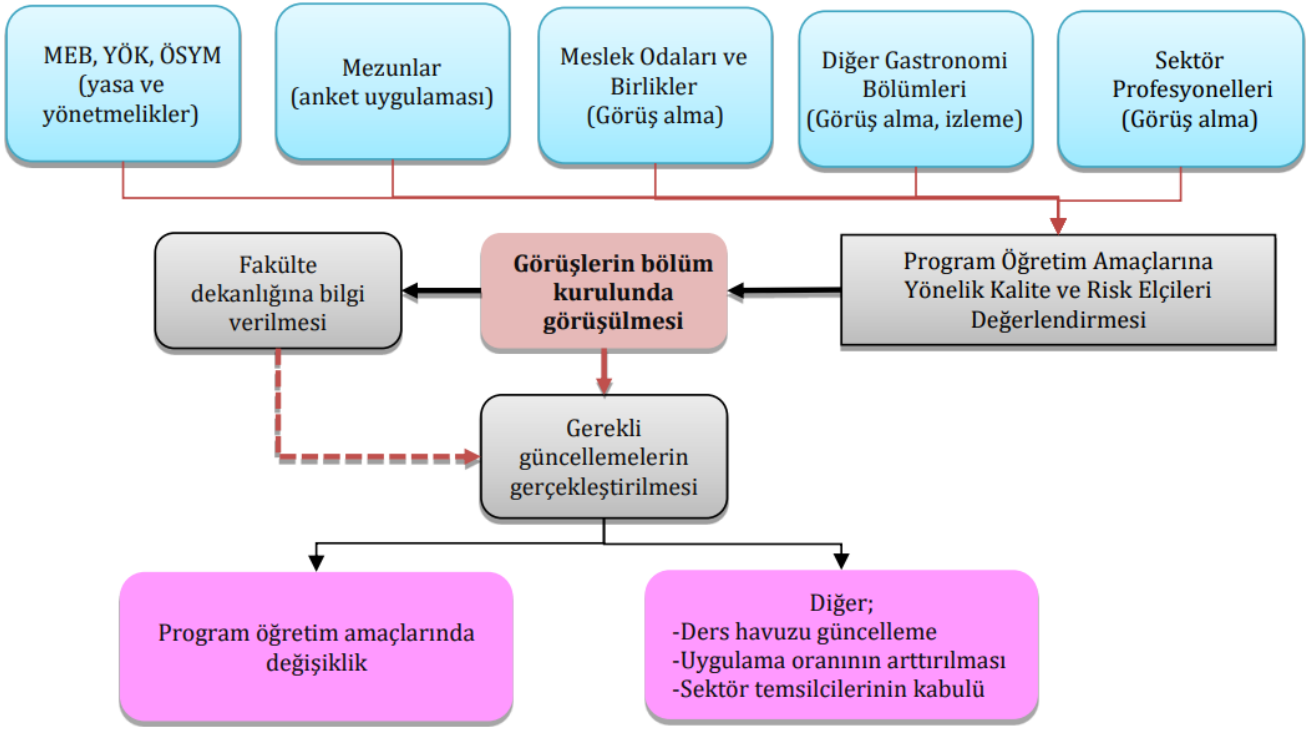 MEB, YÖK, ÖSYM
(yasa ve
yönetmelikler)
Mezunlar
(anket uygulaması)
Meslek Odaları ve
Birlikler
(Görüş alma)
Diğer Gastronomi
Bölümleri
(Görüş alma, izleme)
Sektör
Profesyonelleri
(Görüş alma)
Fakülte
dekanlığına bilgi
verilmesi
Görüşlerin bölüm
kurulunda
görüşülmesi
Program Öğretim Amaçlarına
Yönelik Kalite ve Risk Elçileri
Değerlendirmesi
Gerekli
güncellemelerin
gerçekleştirilmesi
Program öğretim amaçlarında
değişiklik
Diğer;
-Ders havuzu güncelleme
-Uygulama oranının arttırılması
-Sektör temsilcilerinin kabulü